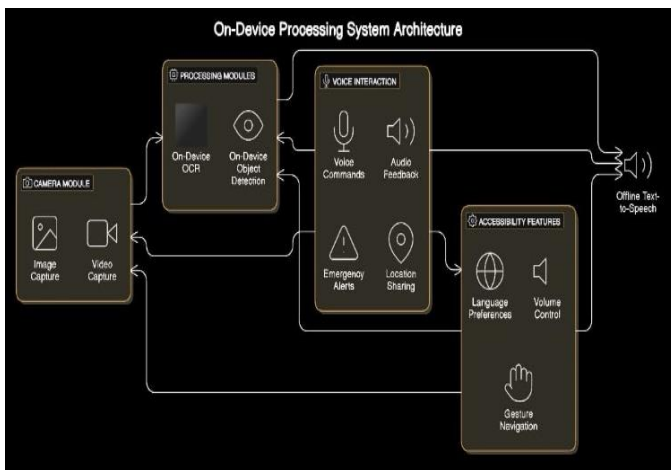 On-Device Processing System Architecture
PROCESSING MODULES
On-Device
OCR
On-Device
Object
Detection
VOICE INTERACTION
Voice
Commands
Audio
Feedback
Emergency
Alerts
Location
Sharing
Offline Text-
to-Speech
CAMERA MODULE
Image
Capture
Video
Capture
ACCESSIBILITY FEATURES
Language
Preferences
Volume
Control
Gesture
Navigation